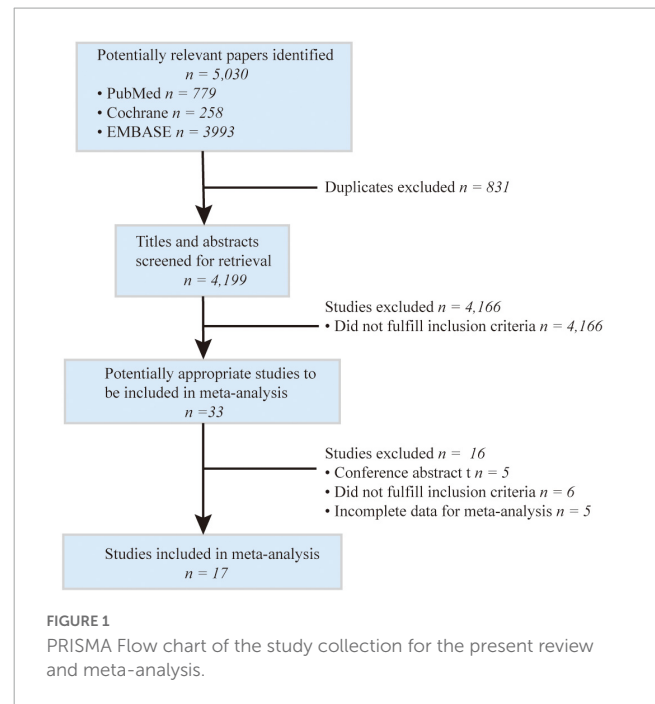 Potentially relevant papers identified
n = 5,030
• PubMed n = 779
• Cochrane n = 258
• EMBASE n = 3993
Duplicates excluded n = 831
Titles and abstracts
screened for retrieval
n = 4,199
Studies excluded n = 4,166
• Did not fulfill inclusion criteria n = 4,166
Potentially appropriate studies to
be included in meta-analysis
n =33
Studies excluded n = 16
• Conference abstract t n = 5
• Did not fulfill inclusion criteria n = 6
• Incomplete data for meta-analysis n = 5
Studies included in meta-analysis
n = 17
FIGURE 1
PRISMA Flow chart of the study collection for the present review
and meta-analysis.